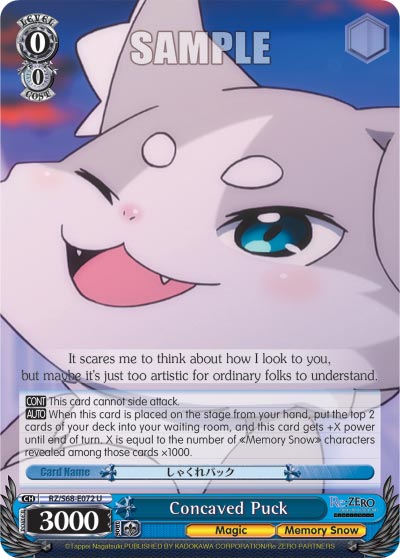 LEVEL
0
0
COST
SAMPLE
It scares me to think about how I look to you,
but maybe it's just too artistic for ordinary folks to understand.
CONT This card cannot side attack.
AUTO When this card is placed on the stage from your hand, put the top 2
cards of your deck into your waiting room, and this card gets +X power
until end of turn. X is equal to the number of «Memory Snow» characters
revealed among those cards ×1000.
Card Name しゃくれパック
CH RZ/S68-E072 U
POWER 3000 SOUL
Concaved Puck
Re:ZERO
Magic Memory Snow
©Tappei Nagatsuki,PUBLISHED BY KADOKAWA CORPORATION/Re:ZERO PARTNERS